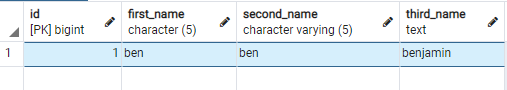 id first_name second_name third_name
[PK] bigint character (5) character varying (5) text
1 1 ben ben benjamin